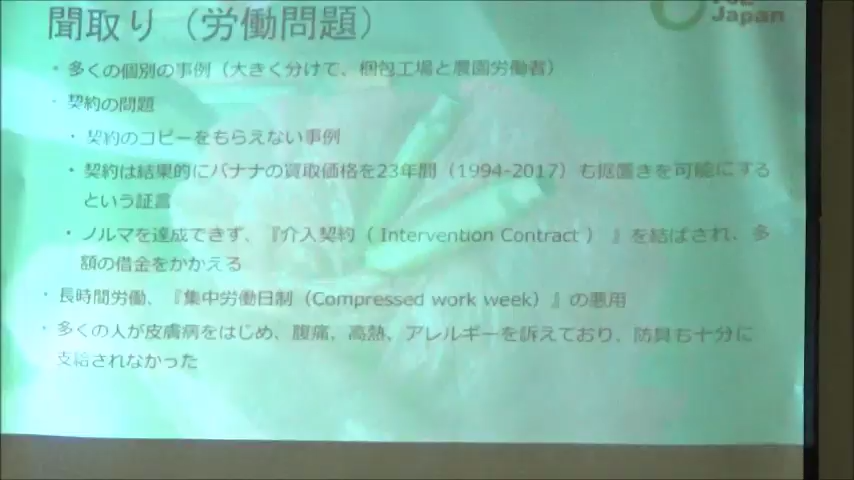 聞取り（労働問題）
Japan
・多くの個別の事例（大きく分けて、梱包工場と農園労働者）
・契約の問題
・契約のコピーをもらえない事例
・契約は結果的にバナナの買取価格を23年間（1994-2017）も据置きを可能にする
という証言
・ノルマを達成できず、『介入契約（ Intervention Contract ） 』を結ばされ、多
額の借金をかかえる
・長時間労働、『集中労働日制（Compressed work week）』の悪用
・多くの人が皮膚病をはじめ、腹痛、高熱、アレルギーを訴えており、防具も十分に
支給されなかった